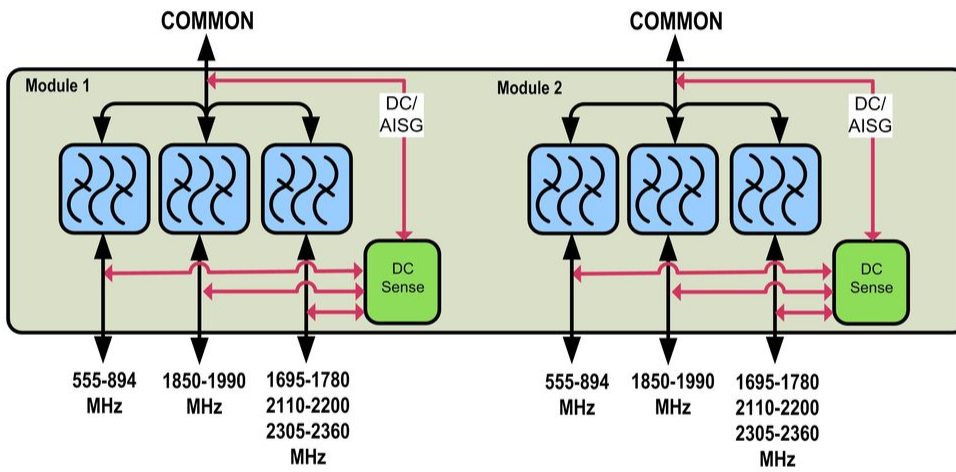 COMMON
COMMON
Module 1
Module 2
DC/
AISG
DC/
AISG
DC
Sense
DC
Sense
555-894
MHz
1850-1990
MHz
1695-1780
2110-2200
2305-2360
MHz
555-894
MHz
1850-1990
MHz
1695-1780
2110-2200
2305-2360
MHz